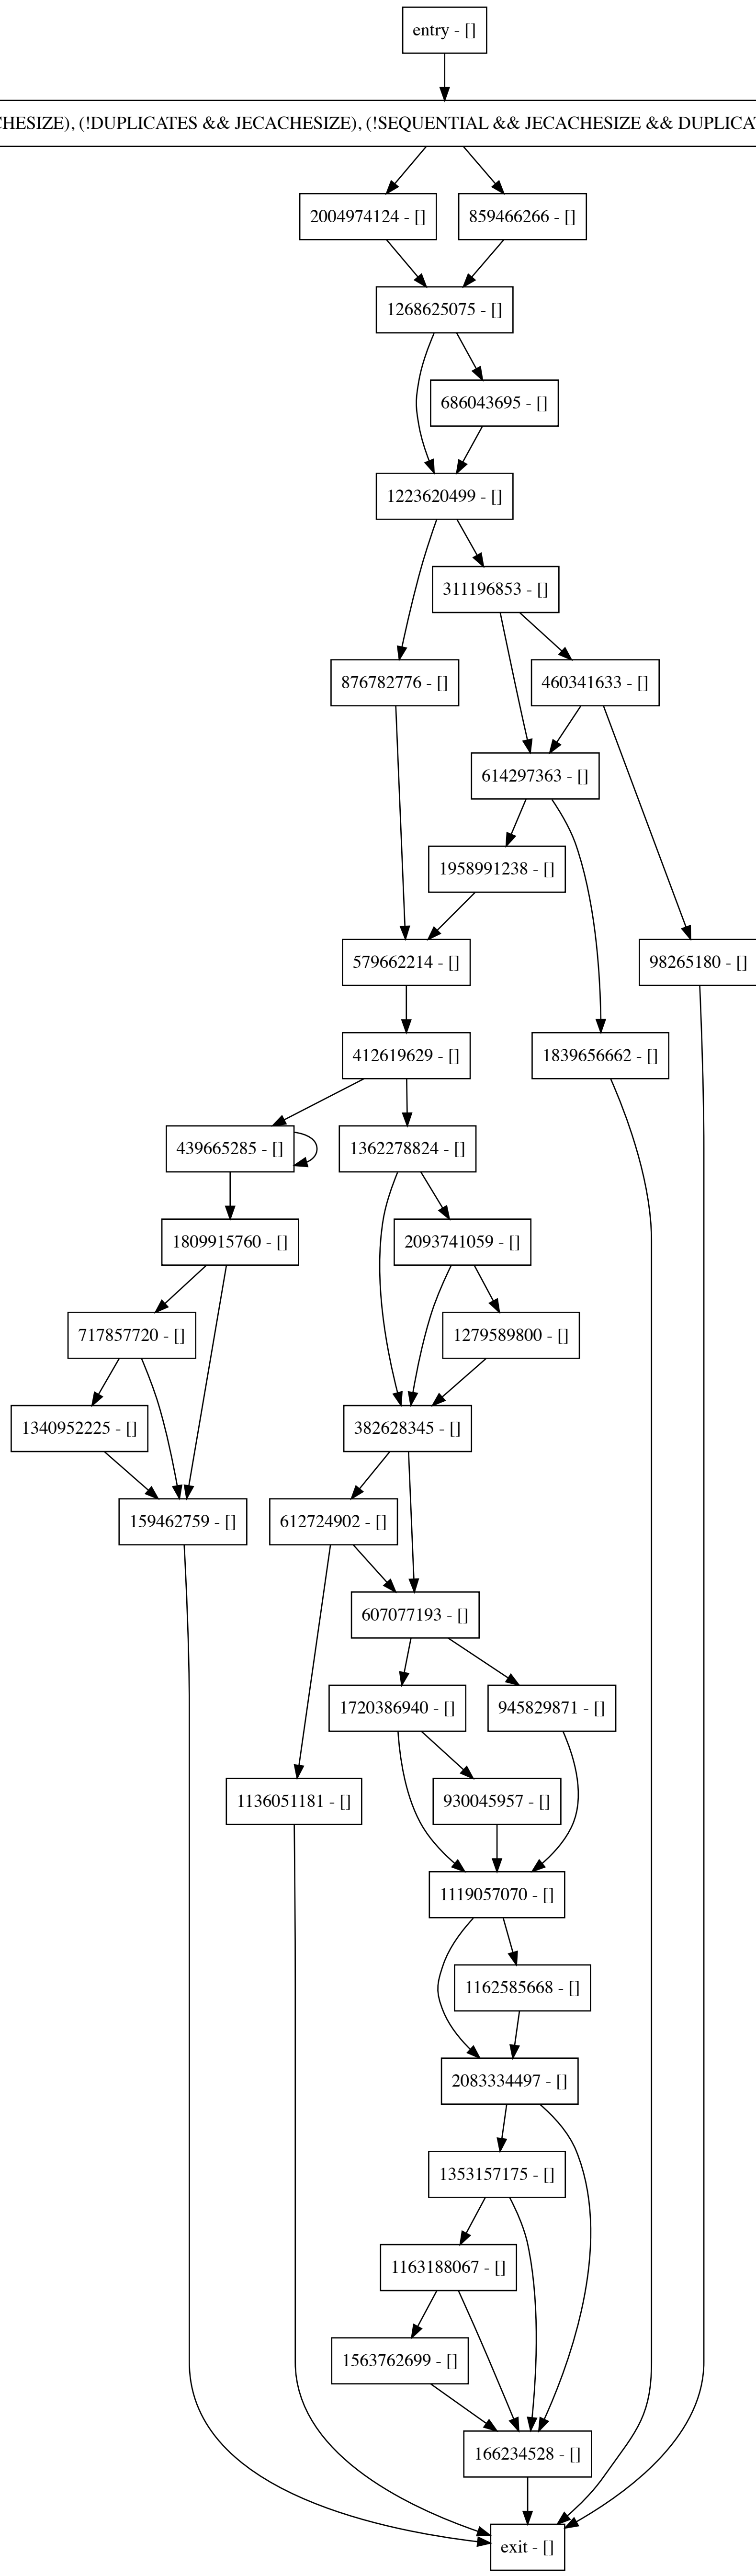 entry - []
HESIZE), (!DUPLICATES && JECACHESIZE), (!SEQUENTIAL && JECACHESIZE && DUPLICA
2004974124 - []
859466266 - []
1268625075 - []
686043695 - []
1223620499 - []
311196853 - []
876782776 - []
460341633 - []
614297363 - []
1958991238 - []
579662214 - []
98265180 - []
412619629 - []
1839656662 - []
439665285 - []
1362278824 - []
1809915760 - []
2093741059 - []
717857720 - []
1279589800 - []
1340952225 - []
382628345 - []
159462759 - []
612724902 - []
607077193 - []
1720386940 - []
945829871 - []
1136051181 - []
930045957 - []
1119057070 - []
1162585668 - []
2083334497 - []
1353157175 - []
1163188067 - []
1563762699 - []
166234528 - []
exit - []